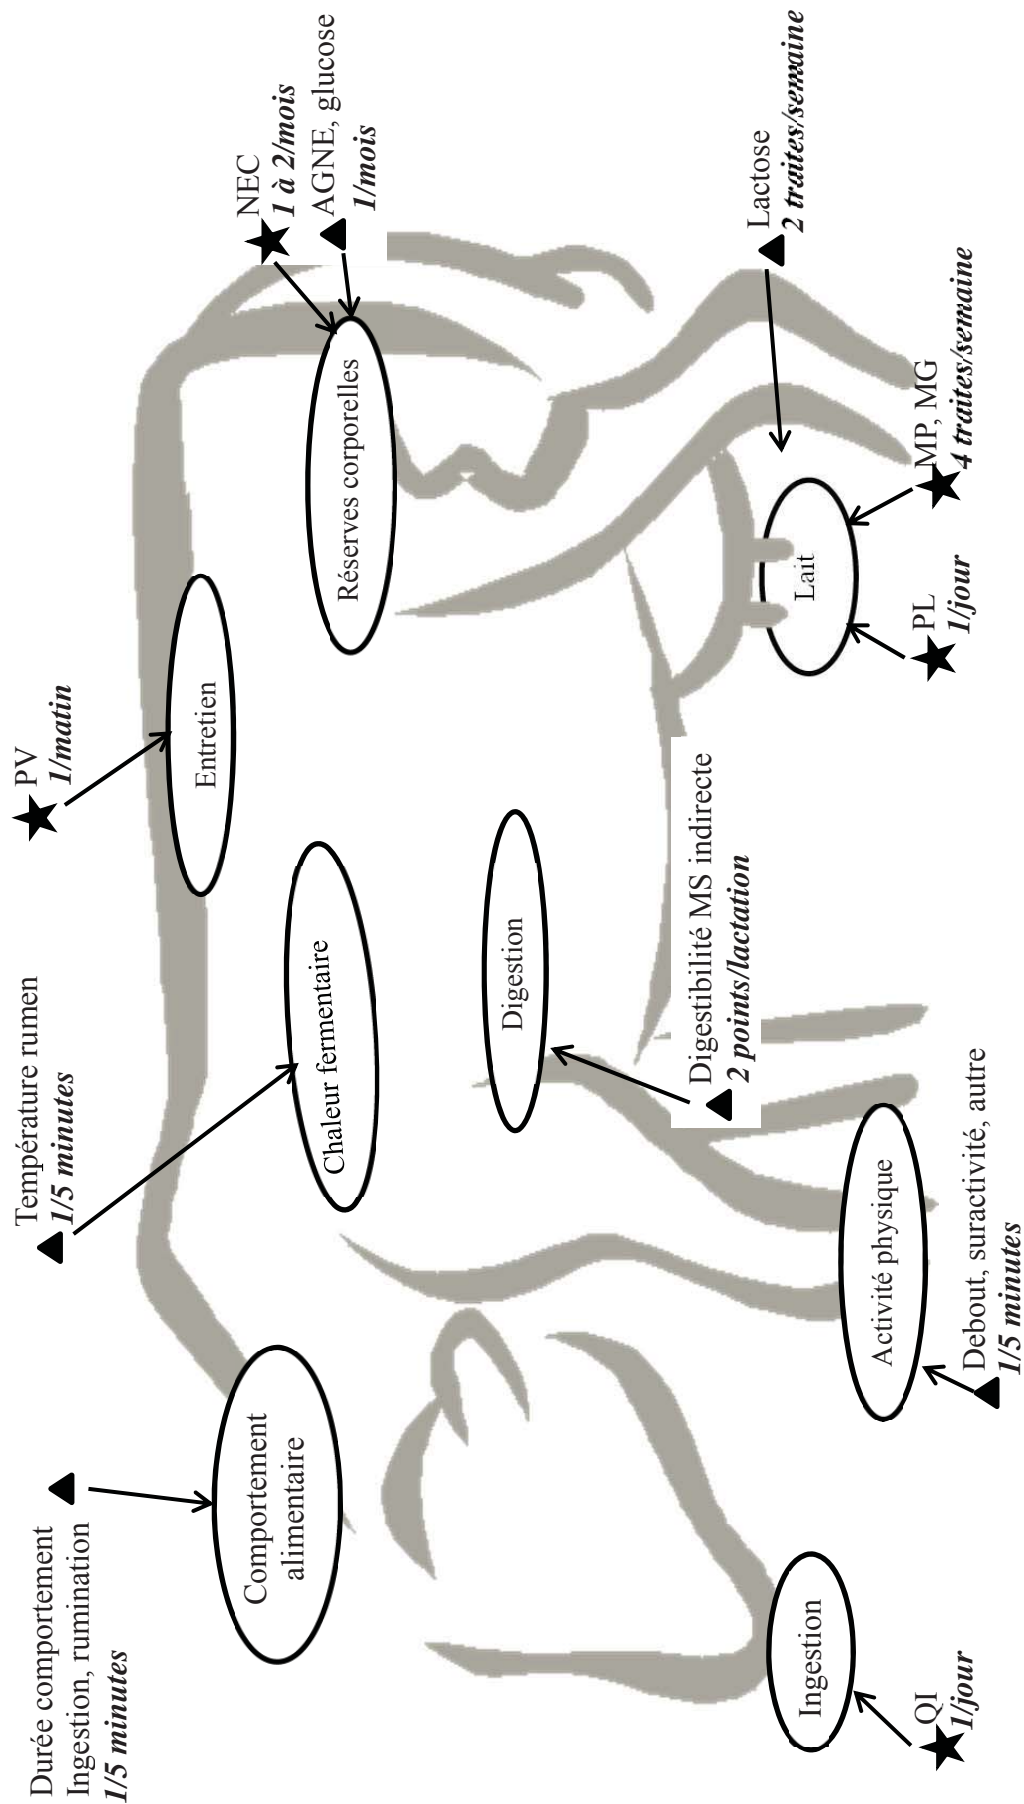 Durée comportement
Ingestion, rumination
1/5 minutes
Température rumen
1/5 minutes
PV
1/matin
NEC
1 à 2/mois
AGNE, glucose
1/mois
Comportement
alimentaire
Chaleur fermentaire
Entretien
Réserves corporelles
Digestion
Digestibilité MS indirecte
2 points/lactation
Lactose
2 traites/semaine
Ingestion
Activité physique
Lait
QI
1/jour
Debout, suractivité, autre
1/5 minutes
PL
1/jour
MP, MG
4 traites/semaine